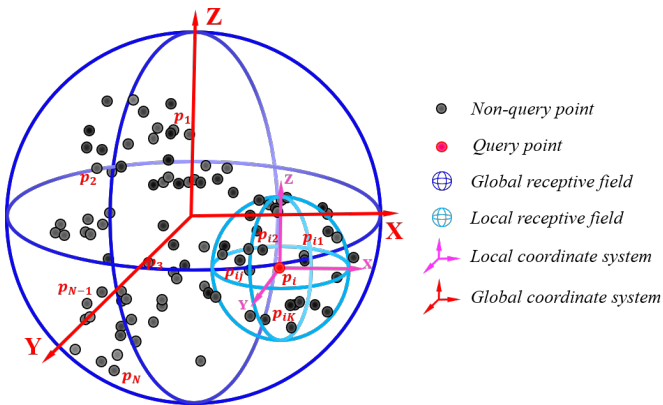 Z
p1
p2
Z
X
pi2
pi1
p3
pij
pi
X
pN−1
Y
piK
Y
pN
Non-query point
Query point
Global receptive field
Local receptive field
Local coordinate system
Global coordinate system